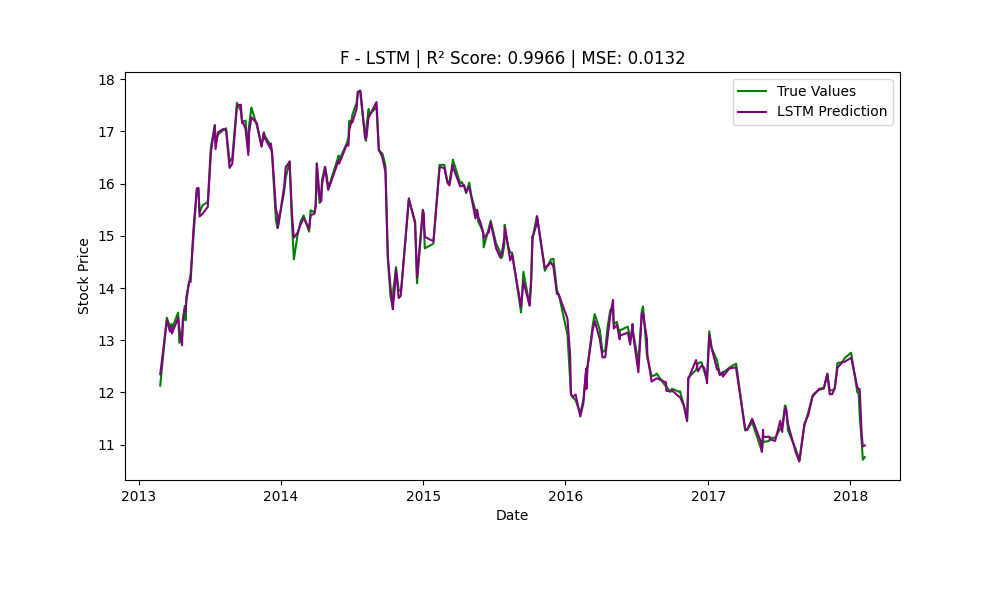 F - LSTM | R² Score: 0.9966 | MSE: 0.0132
True Values
LSTM Prediction
Stock Price
18
17
16
15
14
13
12
11
2013 2014 2015 2016 2017 2018
Date